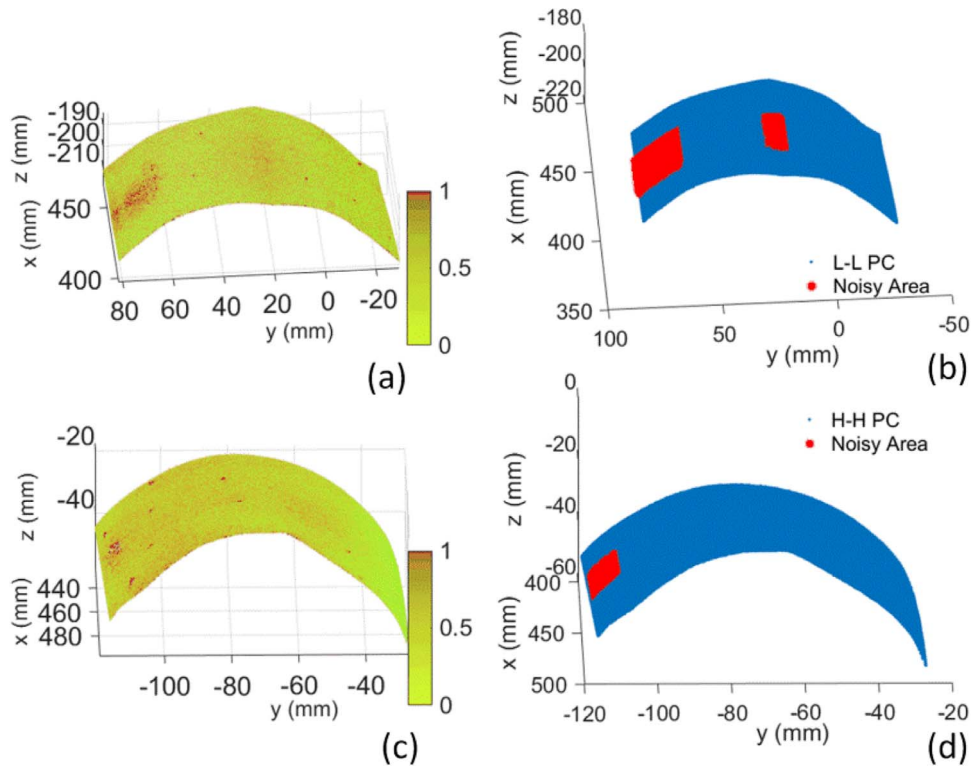 -190
-200
-210
z (mm)
450
x (mm)
400
80
60
40
20
0
-20
y (mm)
1
0.5
0
(a)
-180
-200
-220
z (mm)
500
450
x (mm)
400
350
L-L PC
Noisy Area
100
50
0
-50
y (mm)
(b)
-20
-40
z (mm)
440
460
480
x (mm)
-100
-80
-60
-40
y (mm)
1
0.5
0
(c)
0
-20
-40
-60
z (mm)
400
450
500
x (mm)
H-H PC
Noisy Area
-120
-100
-80
-60
-40
-20
y (mm)
(d)